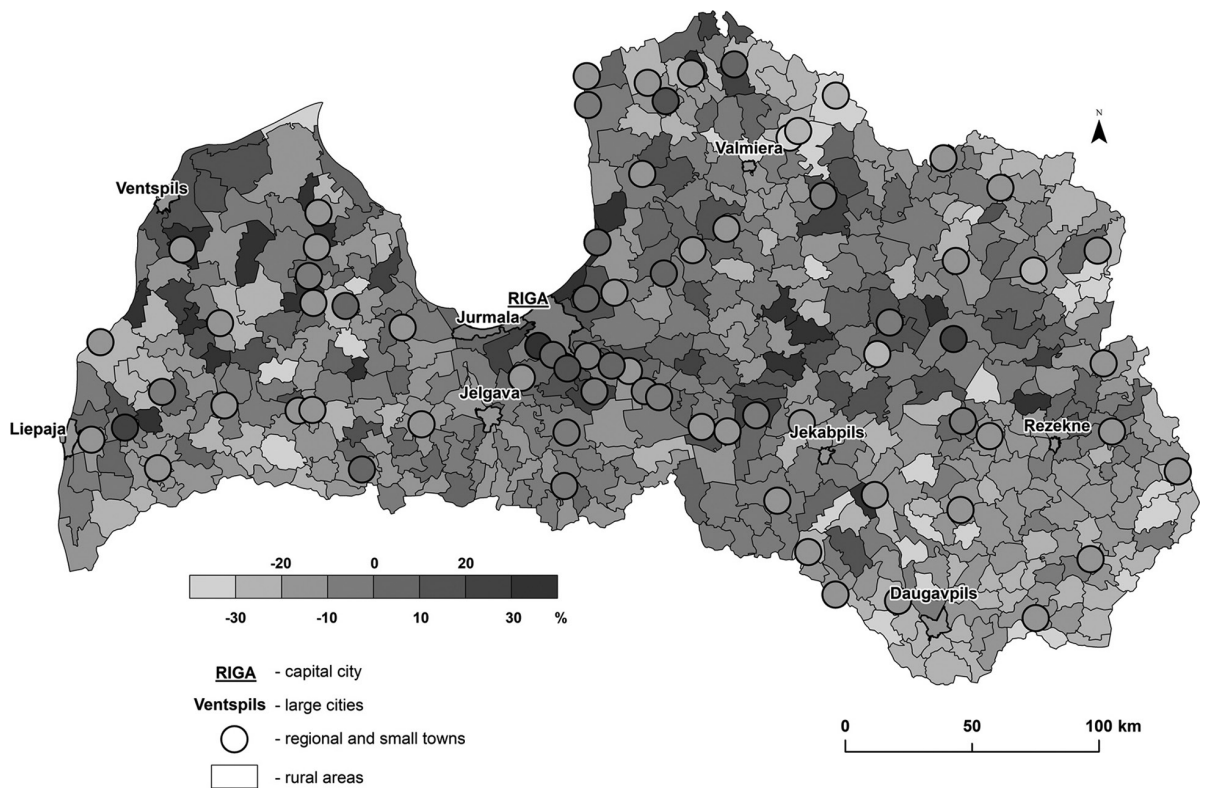 N
Valmiera
Ventspils
RIGA
Jurmala
Jelgava
Liepaja
Jekabpils
Rezekne
Daugavpils
-20 0 20
-30 -10 10 30 %
RIGA - capital city
Ventspils - large cities
- regional and small towns
- rural areas
0 50 100 km